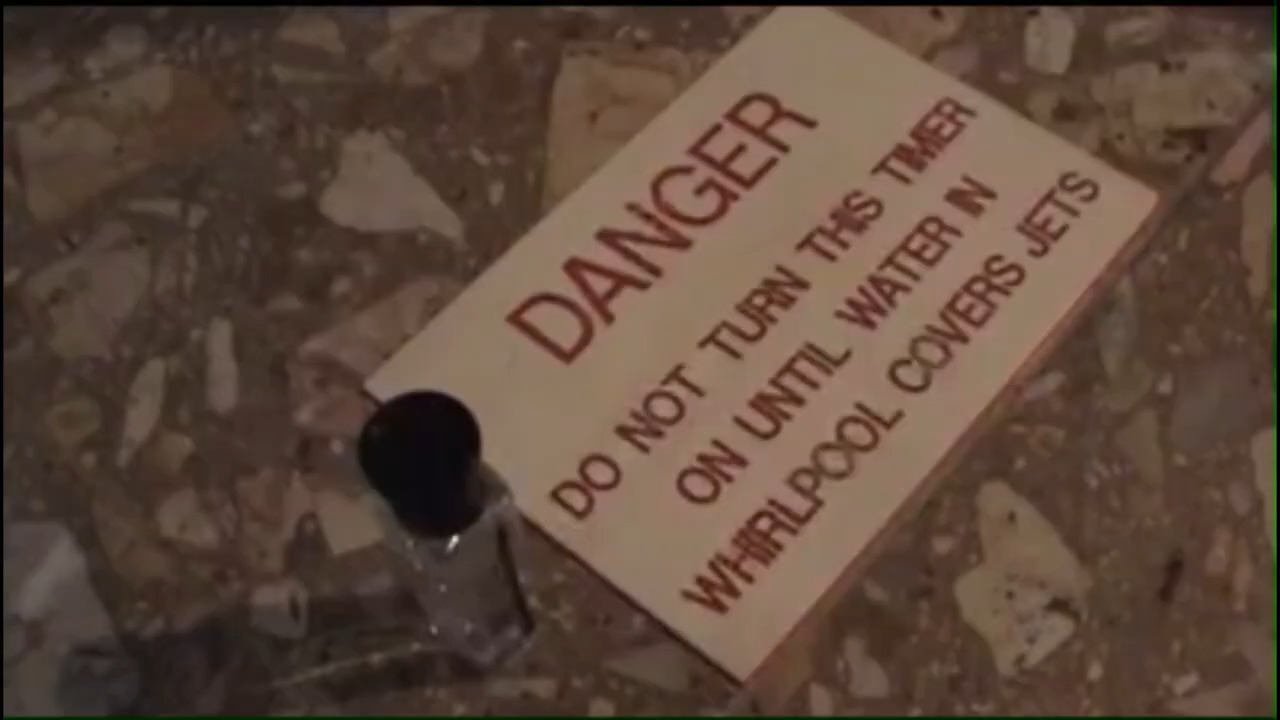 DANGER
DO NOT TURN THIS TIMER
ON UNTIL WATER IN
WHIRLPOOL COVERS JETS